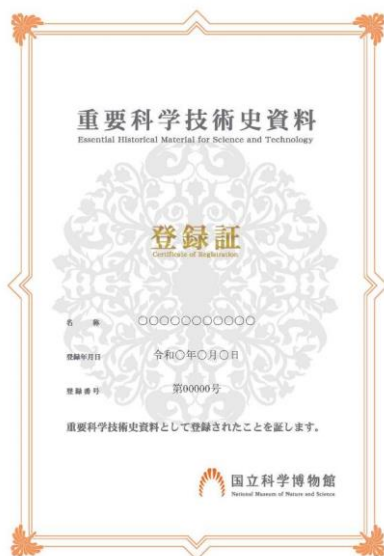 重要科学技術史資料
Essential Historical Material for Science and Technology
登録証
Certificate of Registration
名　称　〇〇〇〇〇〇〇〇〇〇〇
登録年月日　令和〇年〇月〇日
登録番号　第00000号
重要科学技術史資料として登録されたことを証します。
国立科学博物館
National Museum of Nature and Science